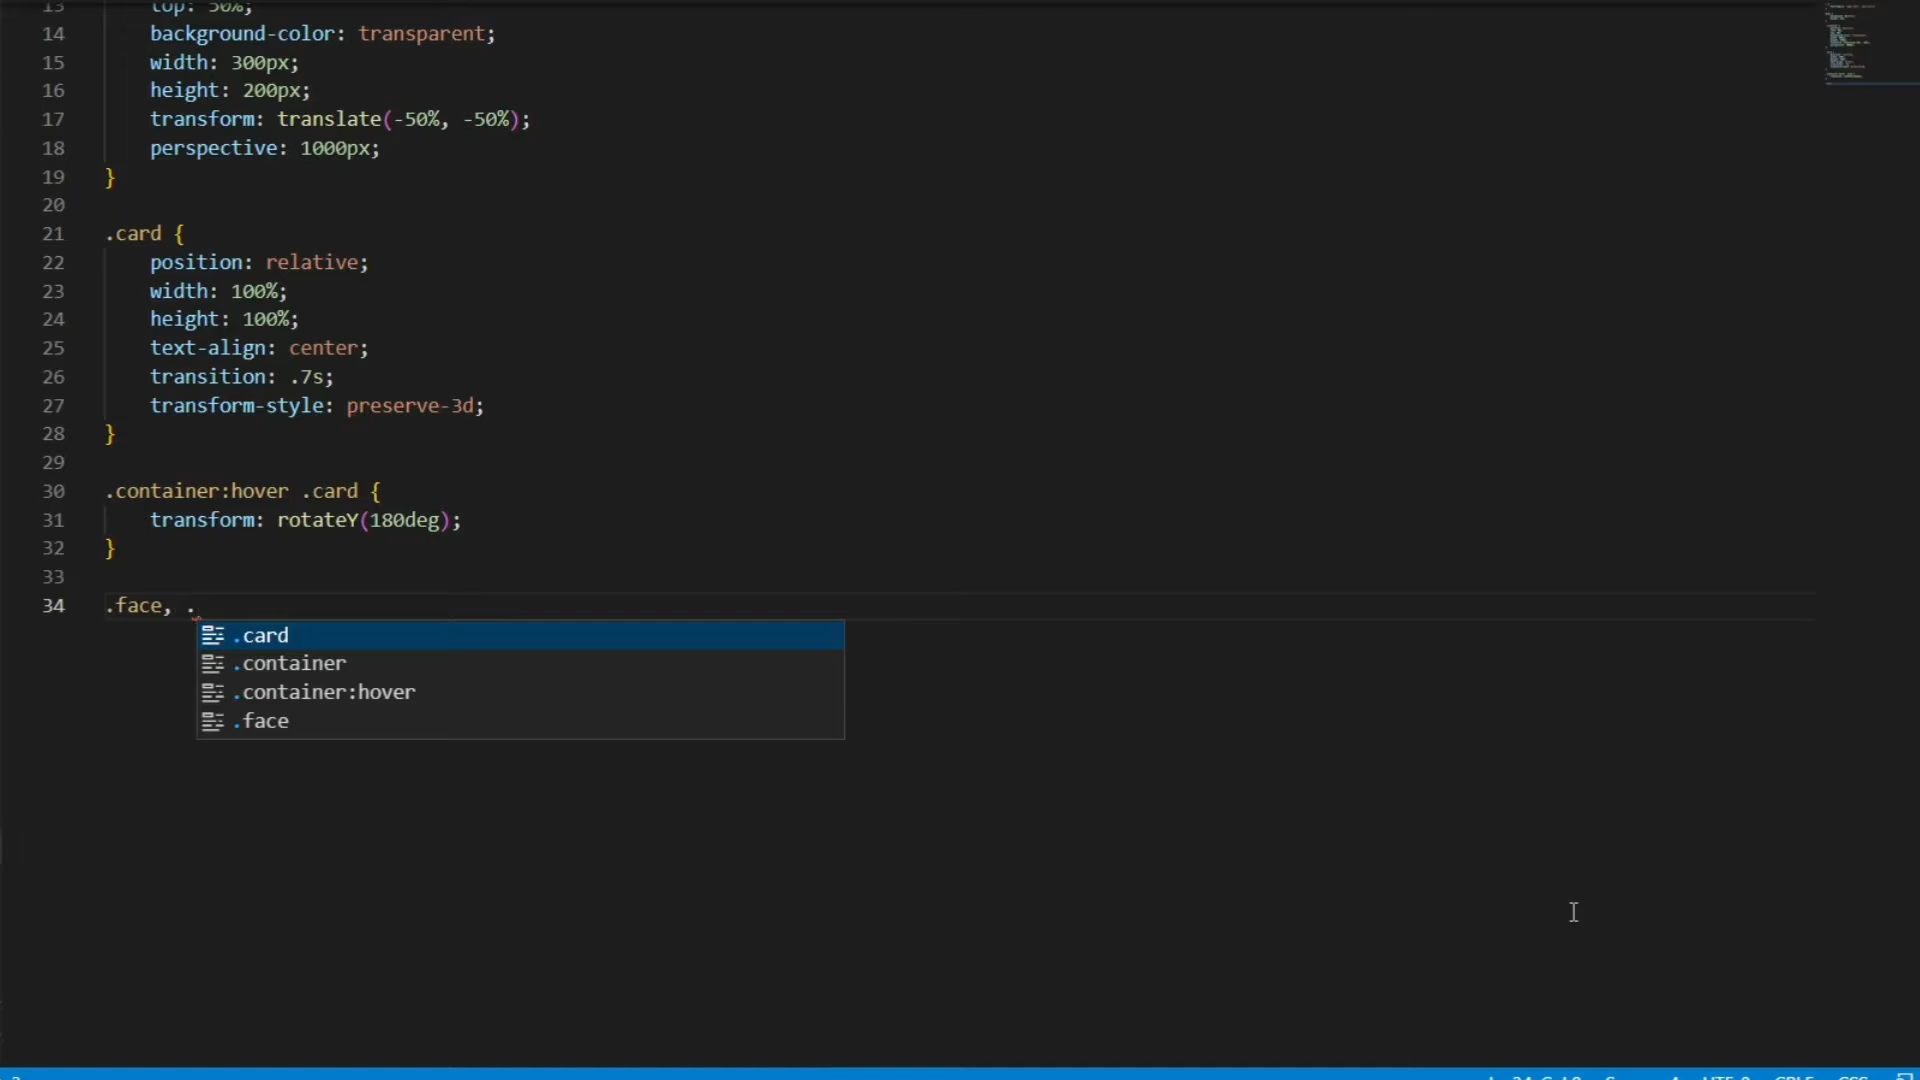 13 top: 50%;
14 background-color: transparent;
15 width: 300px;
16 height: 200px;
17 transform: translate(-50%, -50%);
18 perspective: 1000px;
19 }
20
21 .card {
22 position: relative;
23 width: 100%;
24 height: 100%;
25 text-align: center;
26 transition: .7s;
27 transform-style: preserve-3d;
28 }
29
30 .container:hover .card {
31 transform: rotateY(180deg);
32 }
33
34 .face, .
.card
.container
.container:hover
.face